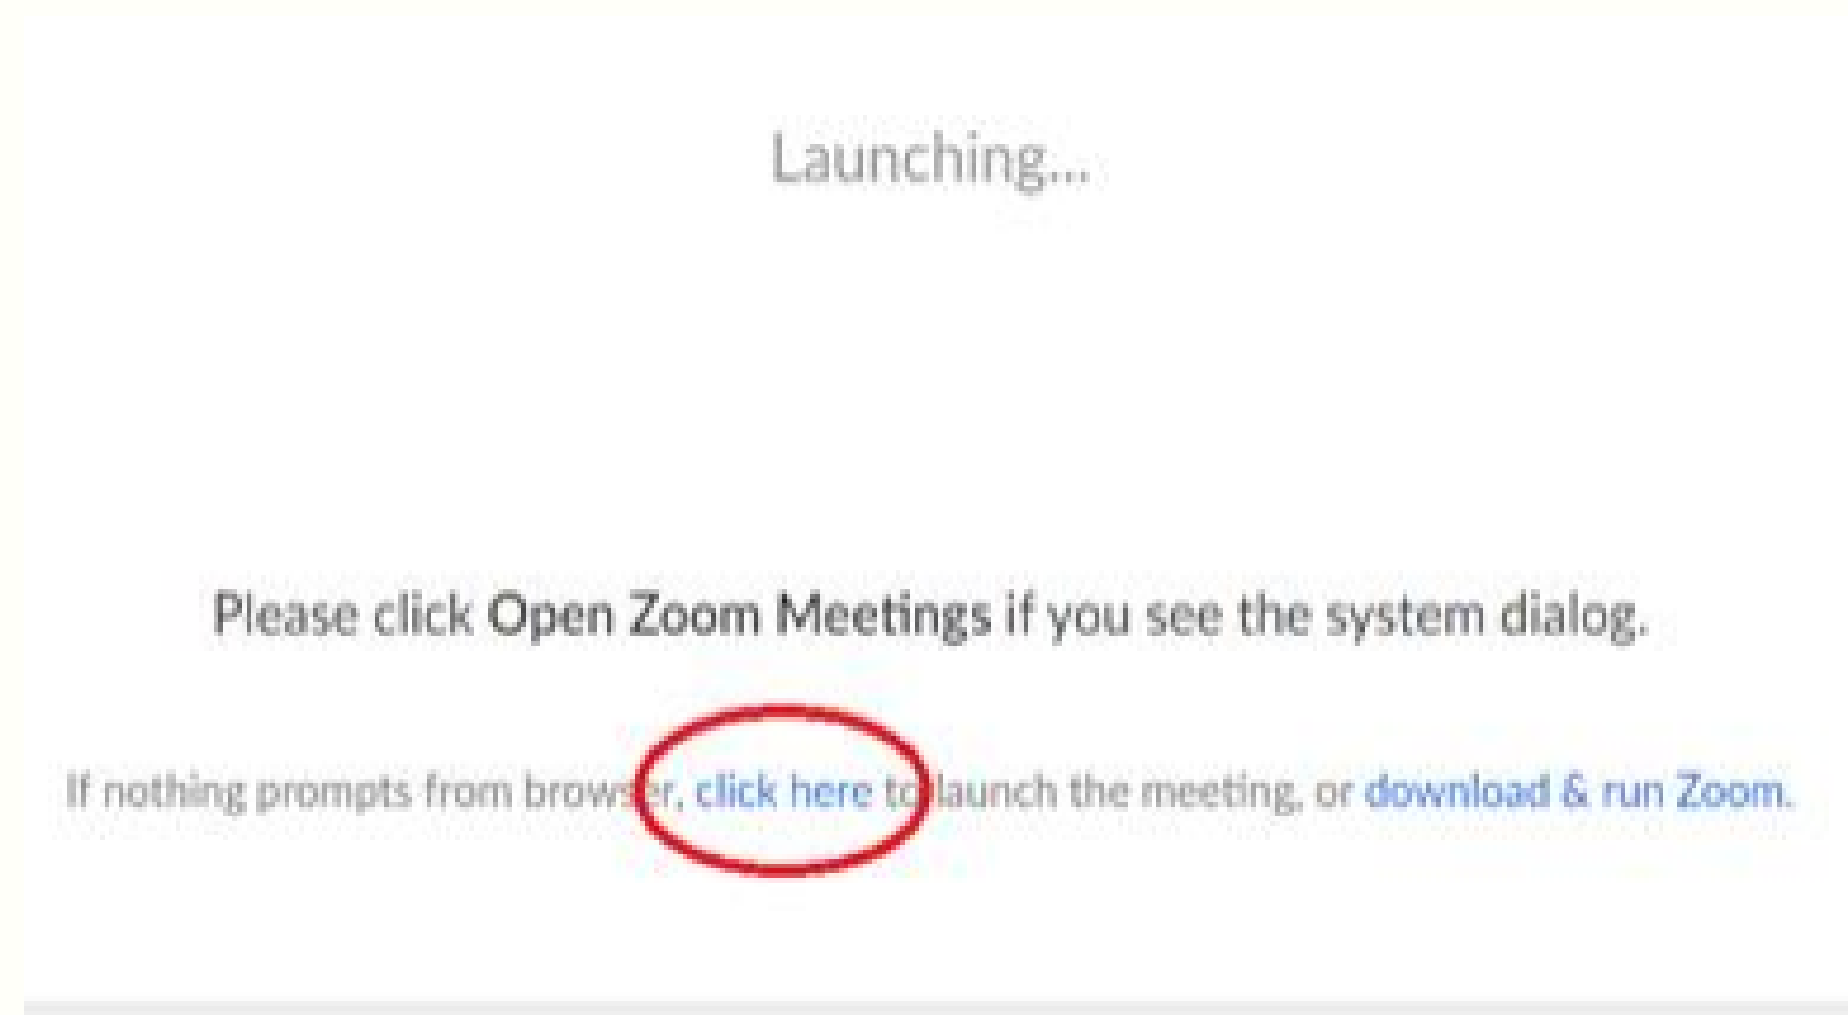 Launching...
Please click Open Zoom Meetings if you see the system dialog.
If nothing prompts from browser, click here to launch the meeting, or download & run Zoom.